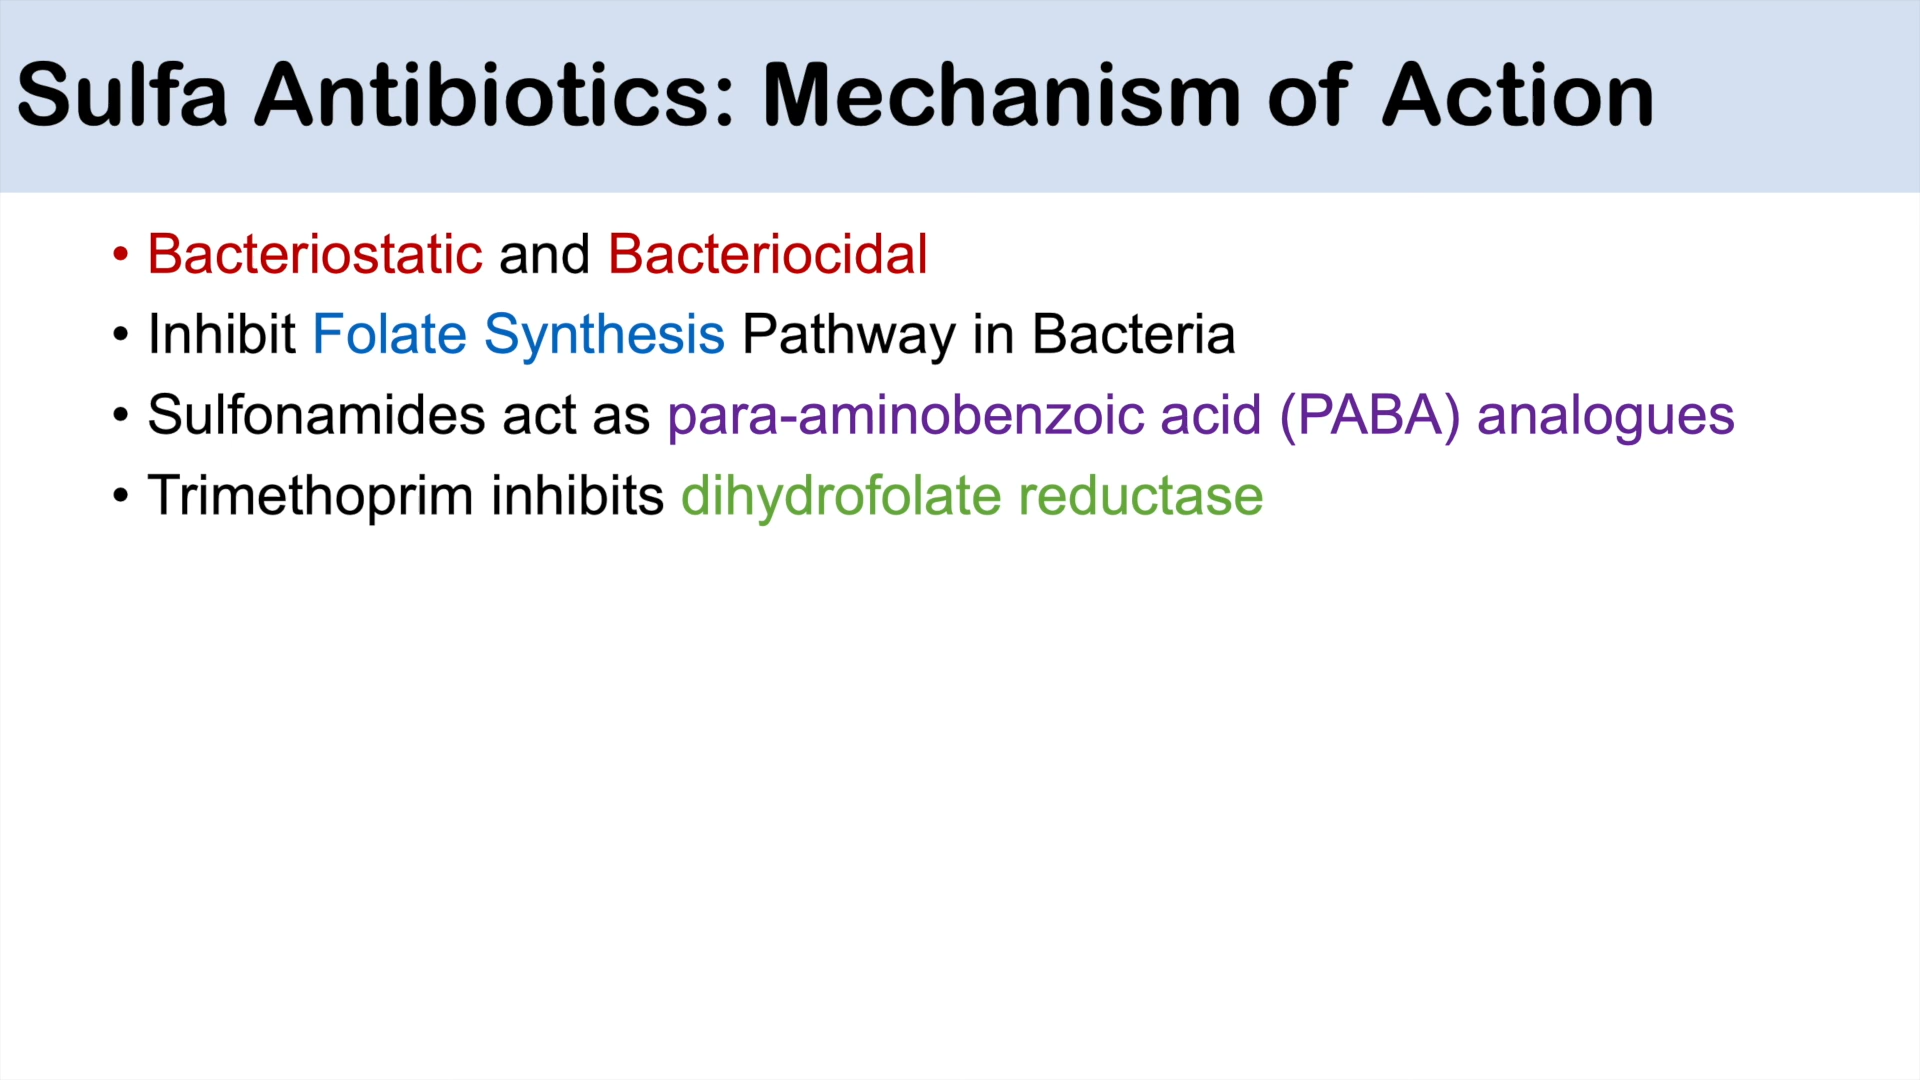 Sulfa Antibiotics: Mechanism of Action
• Bacteriostatic and Bacteriocidal
• Inhibit Folate Synthesis Pathway in Bacteria
• Sulfonamides act as para-aminobenzoic acid (PABA) analogues
• Trimethoprim inhibits dihydrofolate reductase